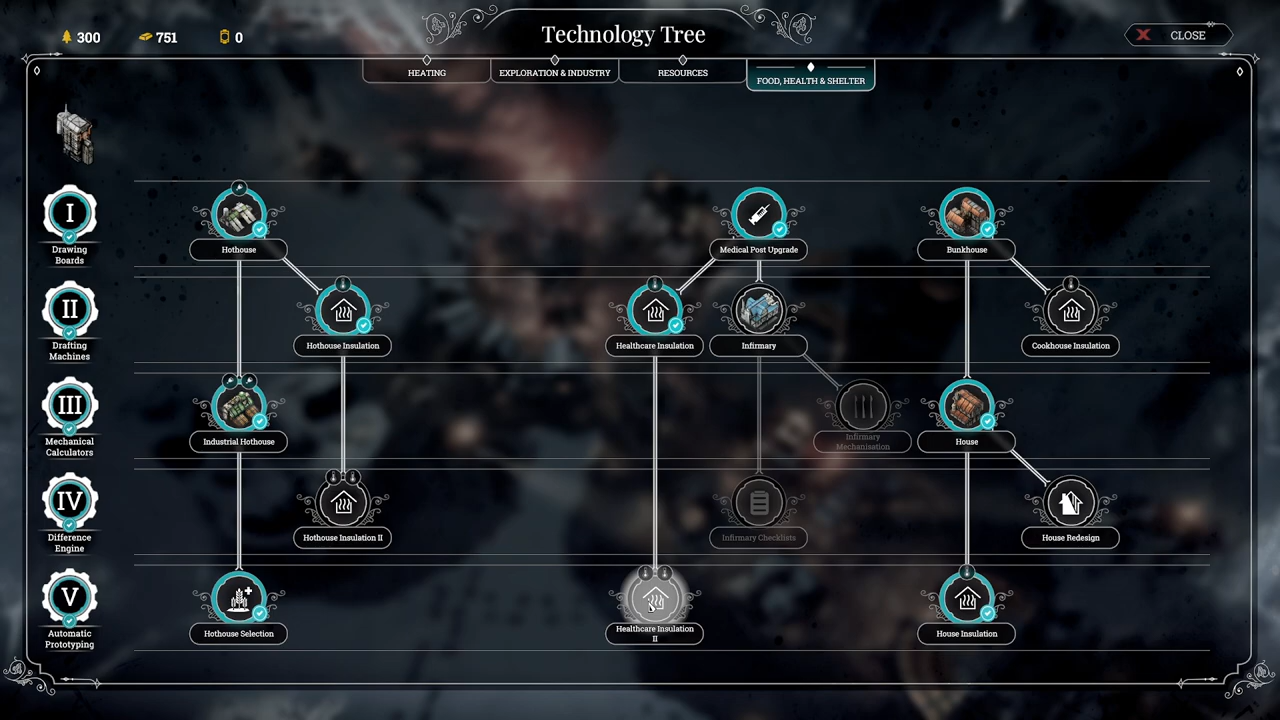 300
751
0
Technology Tree
CLOSE
HEATING
EXPLORATION & INDUSTRY
RESOURCES
FOOD, HEALTH & SHELTER
I
Drawing
Boards
Hothouse
Medical Post Upgrade
Bunkhouse
II
Drafting
Machines
Hothouse Insulation
Healthcare Insulation
Infirmary
Cookhouse Insulation
III
Mechanical
Calculators
Industrial Hothouse
Infirmary
Mechanisation
House
IV
Difference
Engine
Hothouse Insulation II
Infirmary Checklists
House Redesign
V
Automatic
Prototyping
Hothouse Selection
Healthcare Insulation
II
House Insulation